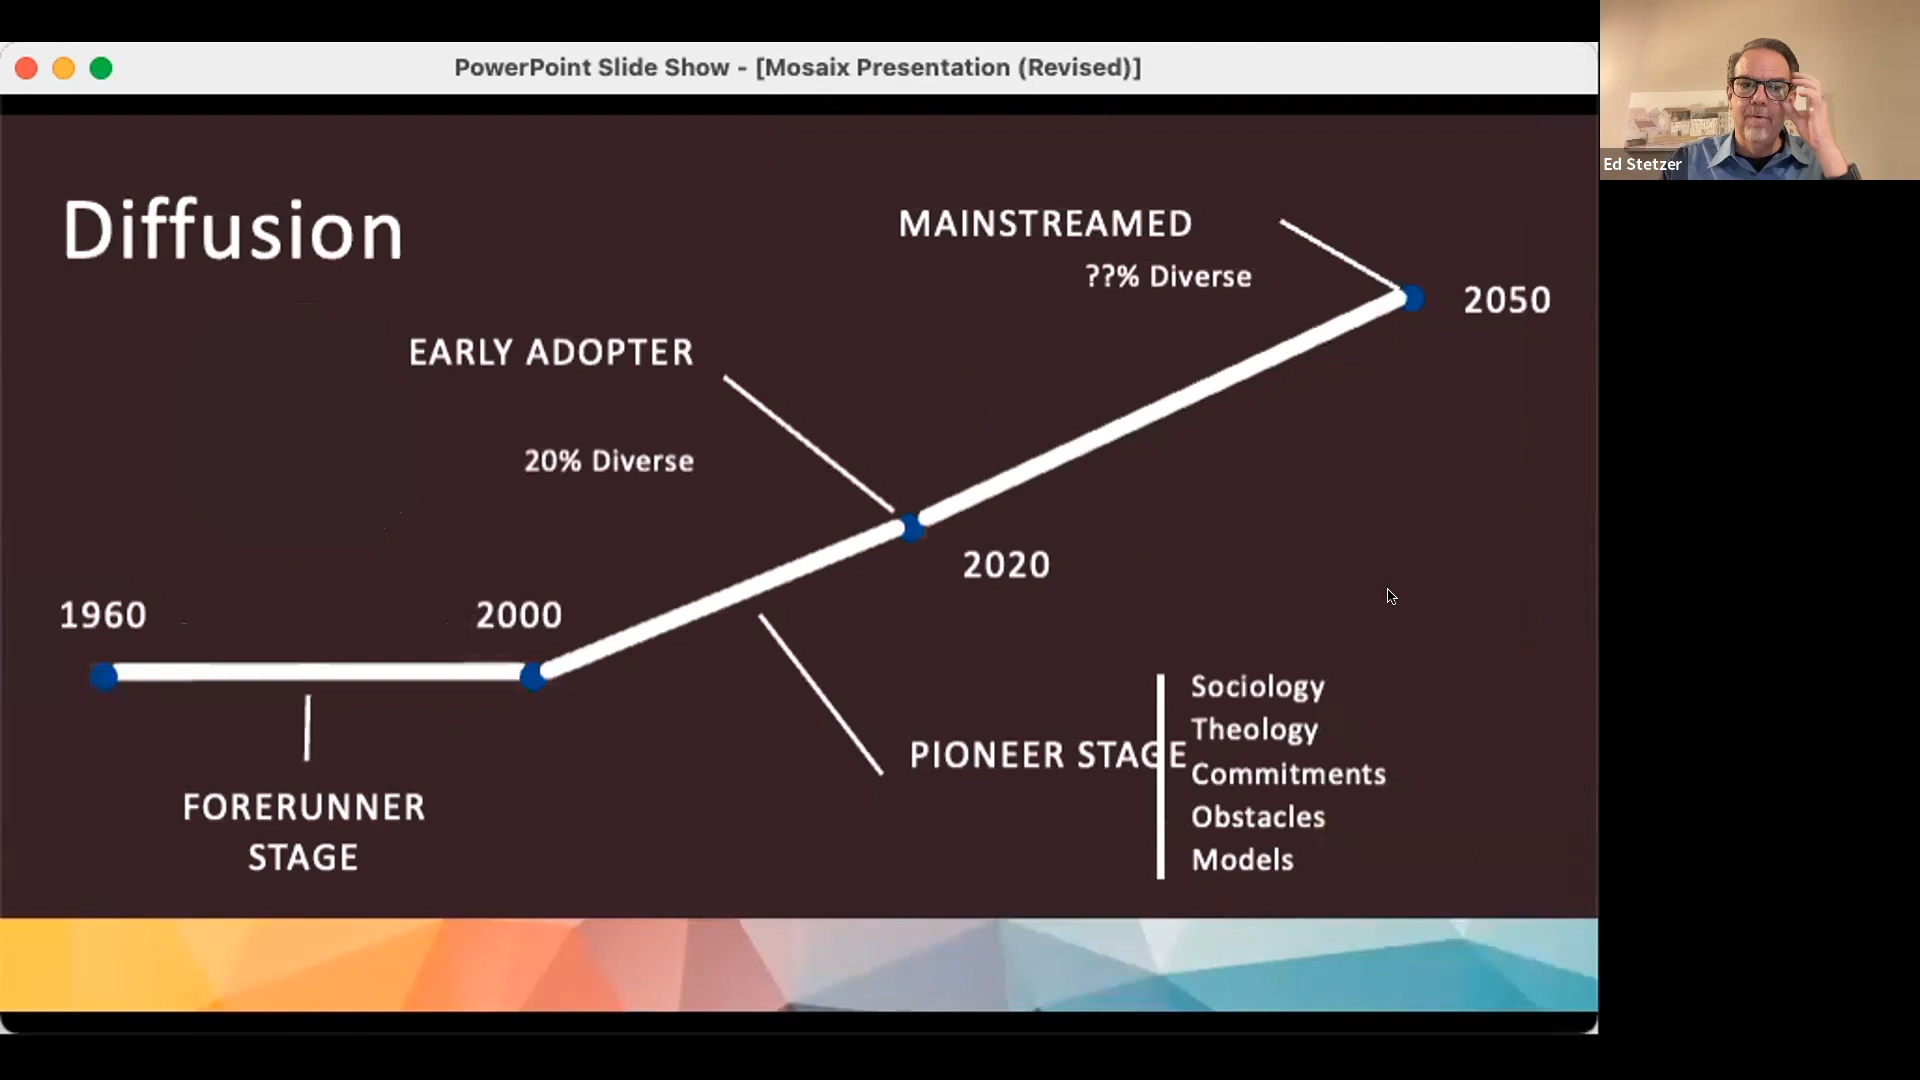 PowerPoint Slide Show - [Mosaix Presentation (Revised)]
Ed Stetzer
Diffusion
MAINSTREAMED
??% Diverse
2050
EARLY ADOPTER
20% Diverse
2020
1960
2000
FORERUNNER
STAGE
PIONEER STAGE
Sociology
Theology
Commitments
Obstacles
Models